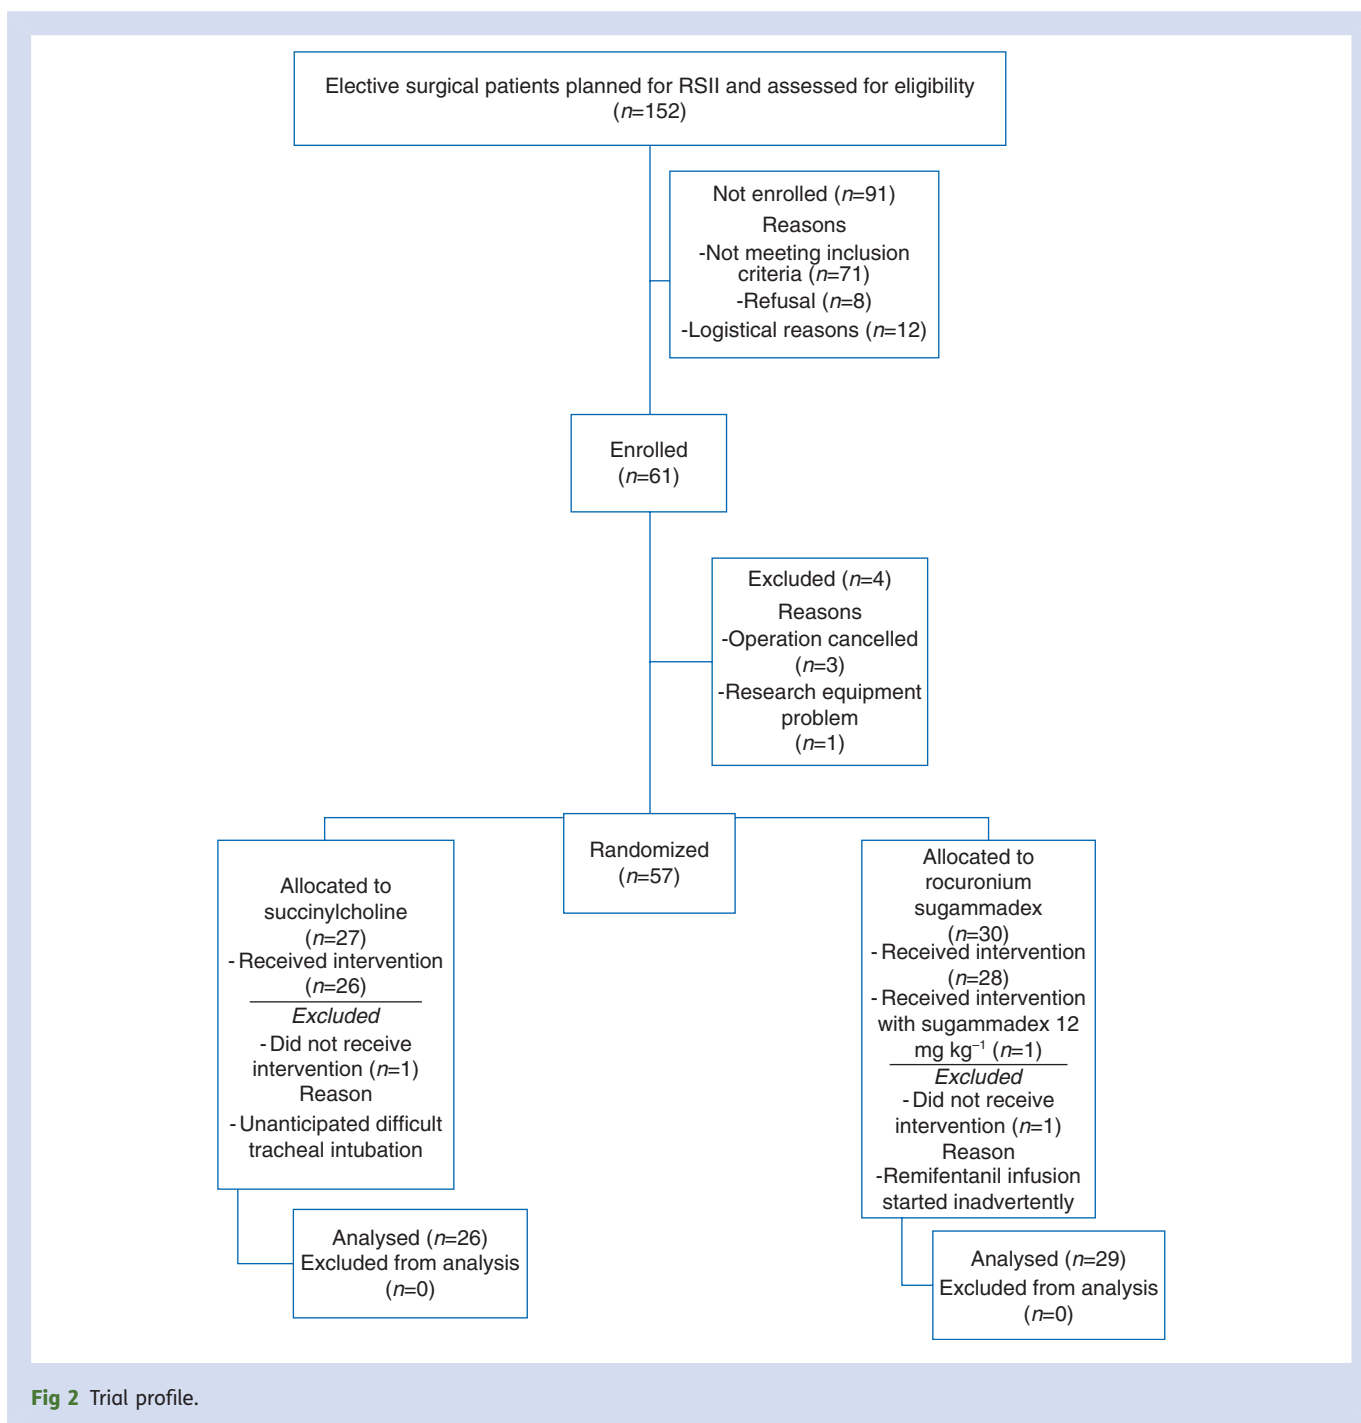 Elective surgical patients planned for RSII and assessed for eligibility
(n=152)
Not enrolled (n=91)
Reasons
-Not meeting inclusion
criteria (n=71)
-Refusal (n=8)
-Logistical reasons (n=12)
Enrolled
(n=61)
Excluded (n=4)
Reasons
-Operation cancelled
(n=3)
-Research equipment
problem
(n=1)
Randomized
(n=57)
Allocated to
succinylcholine
(n=27)
- Received intervention
(n=26)
Excluded
- Did not receive
intervention (n=1)
Reason
- Unanticipated difficult
tracheal intubation
Allocated to
rocuronium
sugammadex
(n=30)
- Received intervention
(n=28)
- Received intervention
with sugammadex 12
mg kg⁻¹ (n=1)
Excluded
- Did not receive
intervention (n=1)
Reason
-Remifentanil infusion
started inadvertently
Analysed (n=26)
Excluded from analysis
(n=0)
Analysed (n=29)
Excluded from analysis
(n=0)
Fig 2 Trial profile.